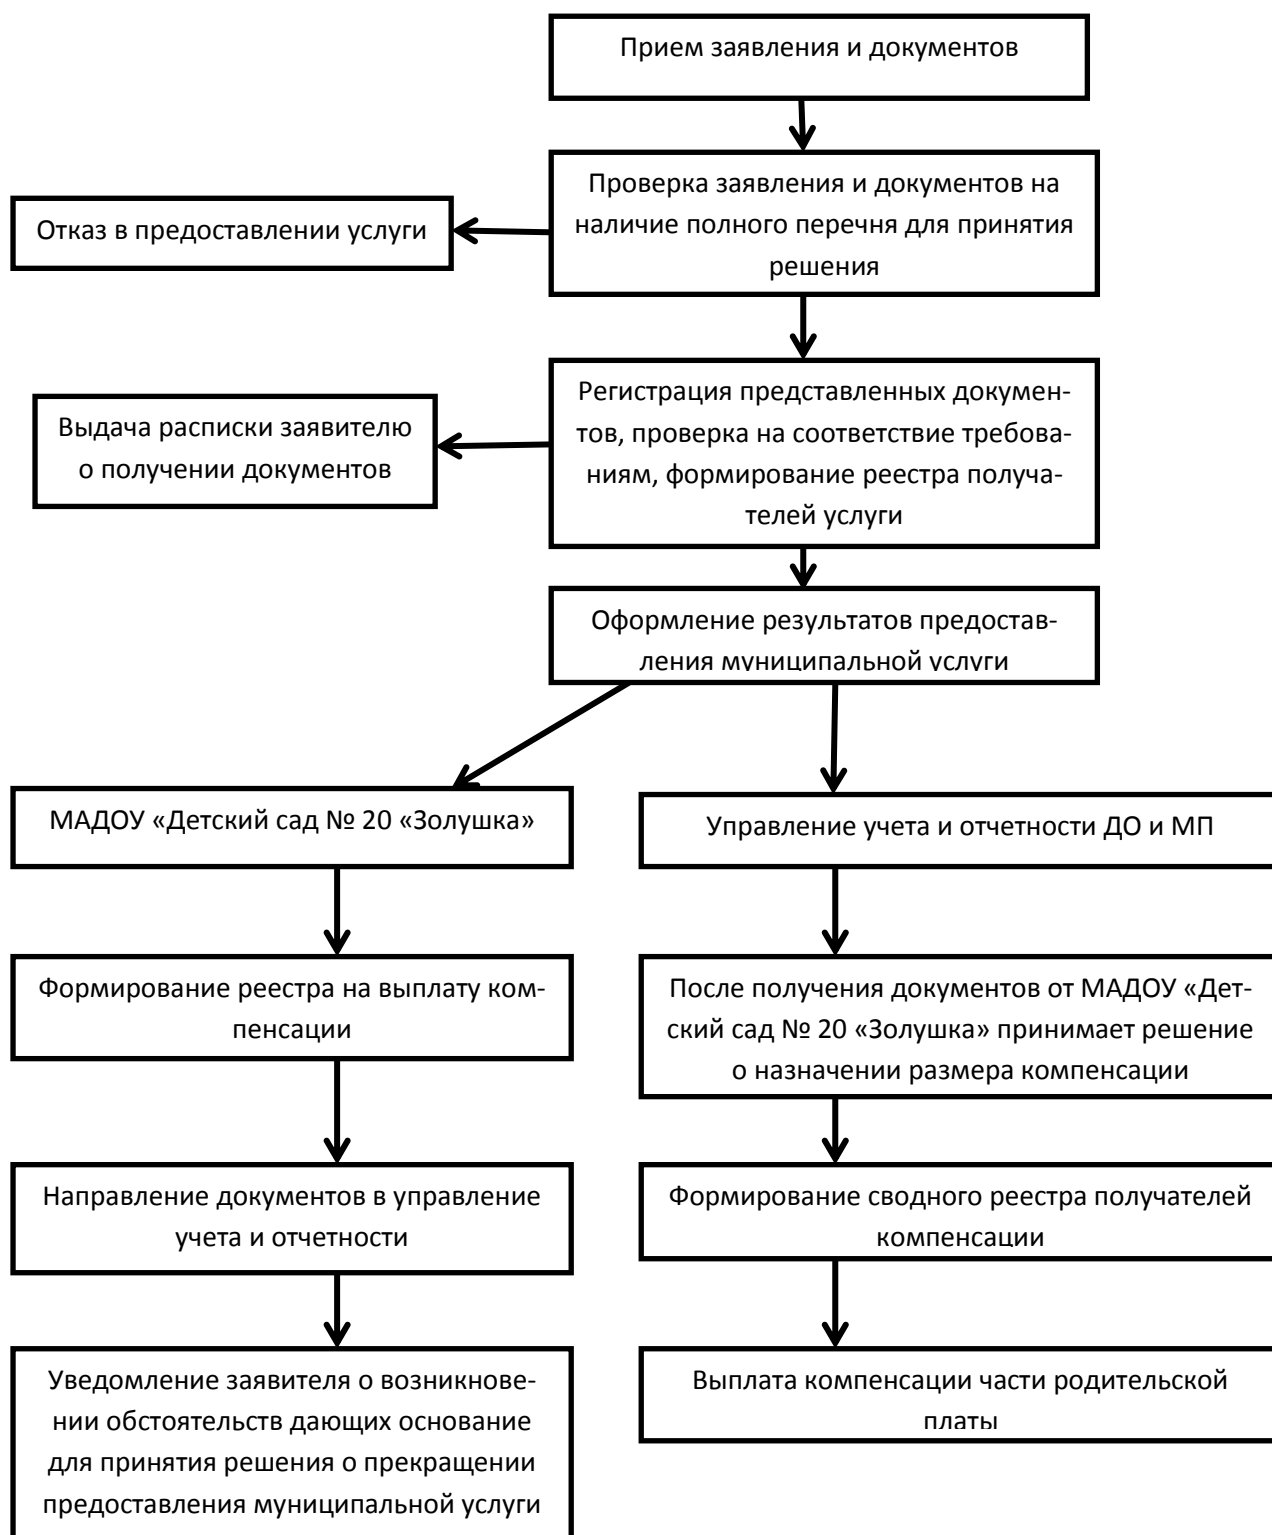 Прием заявления и документов
Проверка заявления и документов на
наличие полного перечня для принятия
решения
Отказ в предоставлении услуги
Регистрация представленных докумен-
тов, проверка на соответствие требова-
ниям, формирование реестра получа-
телей услуги
Выдача расписки заявителю
о получении документов
Оформление результатов предостав-
ления муниципальной услуги
МАДОУ «Детский сад № 20 «Золушка»
Формирование реестра на выплату ком-
пенсации
Направление документов в управление
учета и отчетности
Уведомление заявителя о возникнове-
нии обстоятельств дающих основание
для принятия решения о прекращении
предоставления муниципальной услуги
Управление учета и отчетности ДО и МП
После получения документов от МАДОУ «Дет-
ский сад № 20 «Золушка» принимает решение
о назначении размера компенсации
Формирование сводного реестра получателей
компенсации
Выплата компенсации части родительской
платы